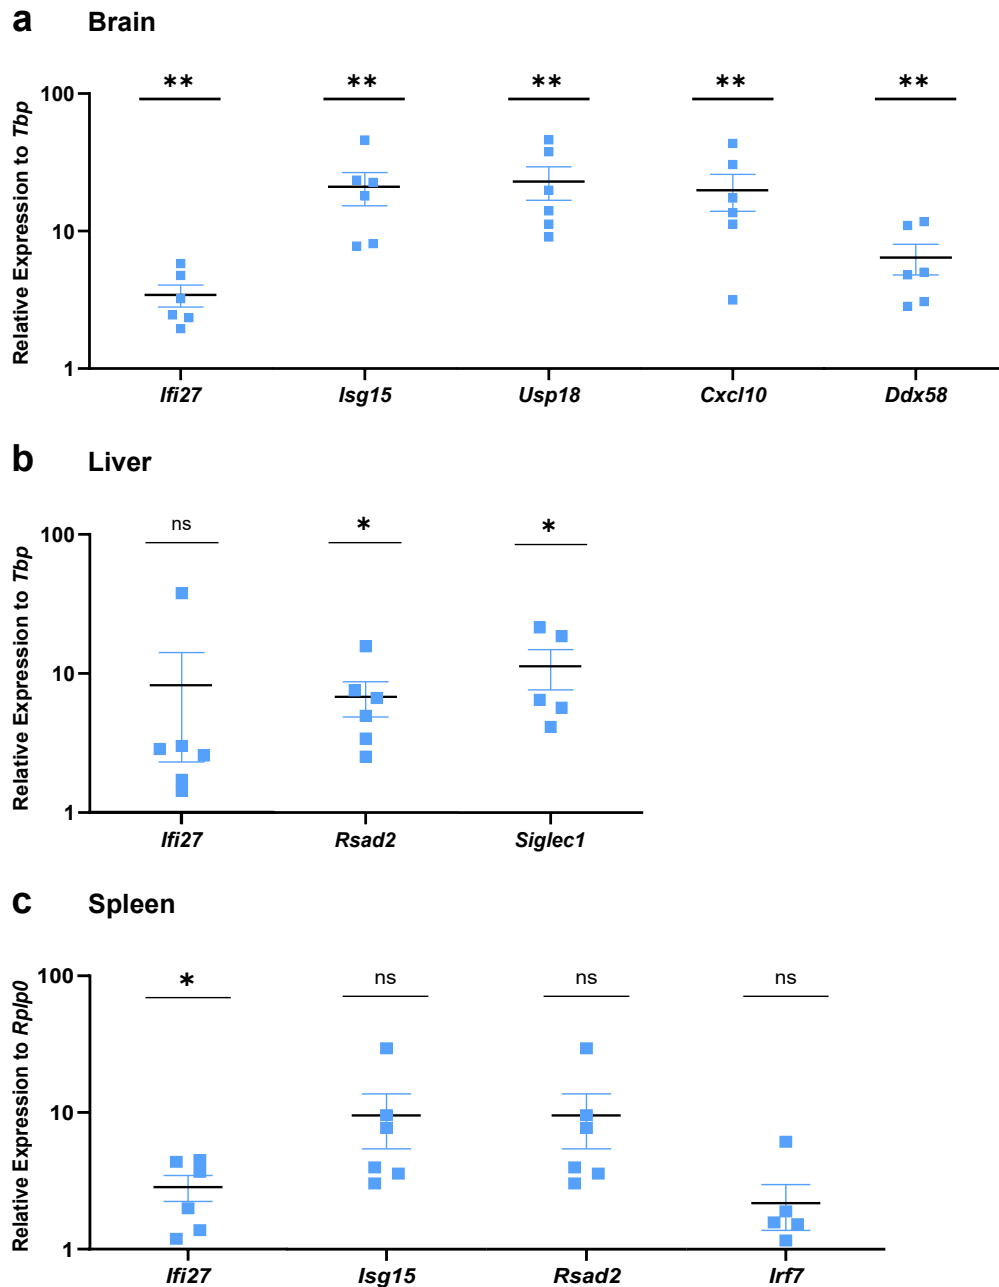 a Brain
** ** ** ** **
Relative Expression to Tbp
100
10
1
Ifi27 Isg15 Usp18 Cxcl10 Ddx58
b Liver
ns * *
Relative Expression to Tbp
100
10
1
Ifi27 Rsad2 Siglec1
c Spleen
* ns ns ns
Relative Expression to Rplp0
100
10
1
Ifi27 Isg15 Rsad2 Irf7